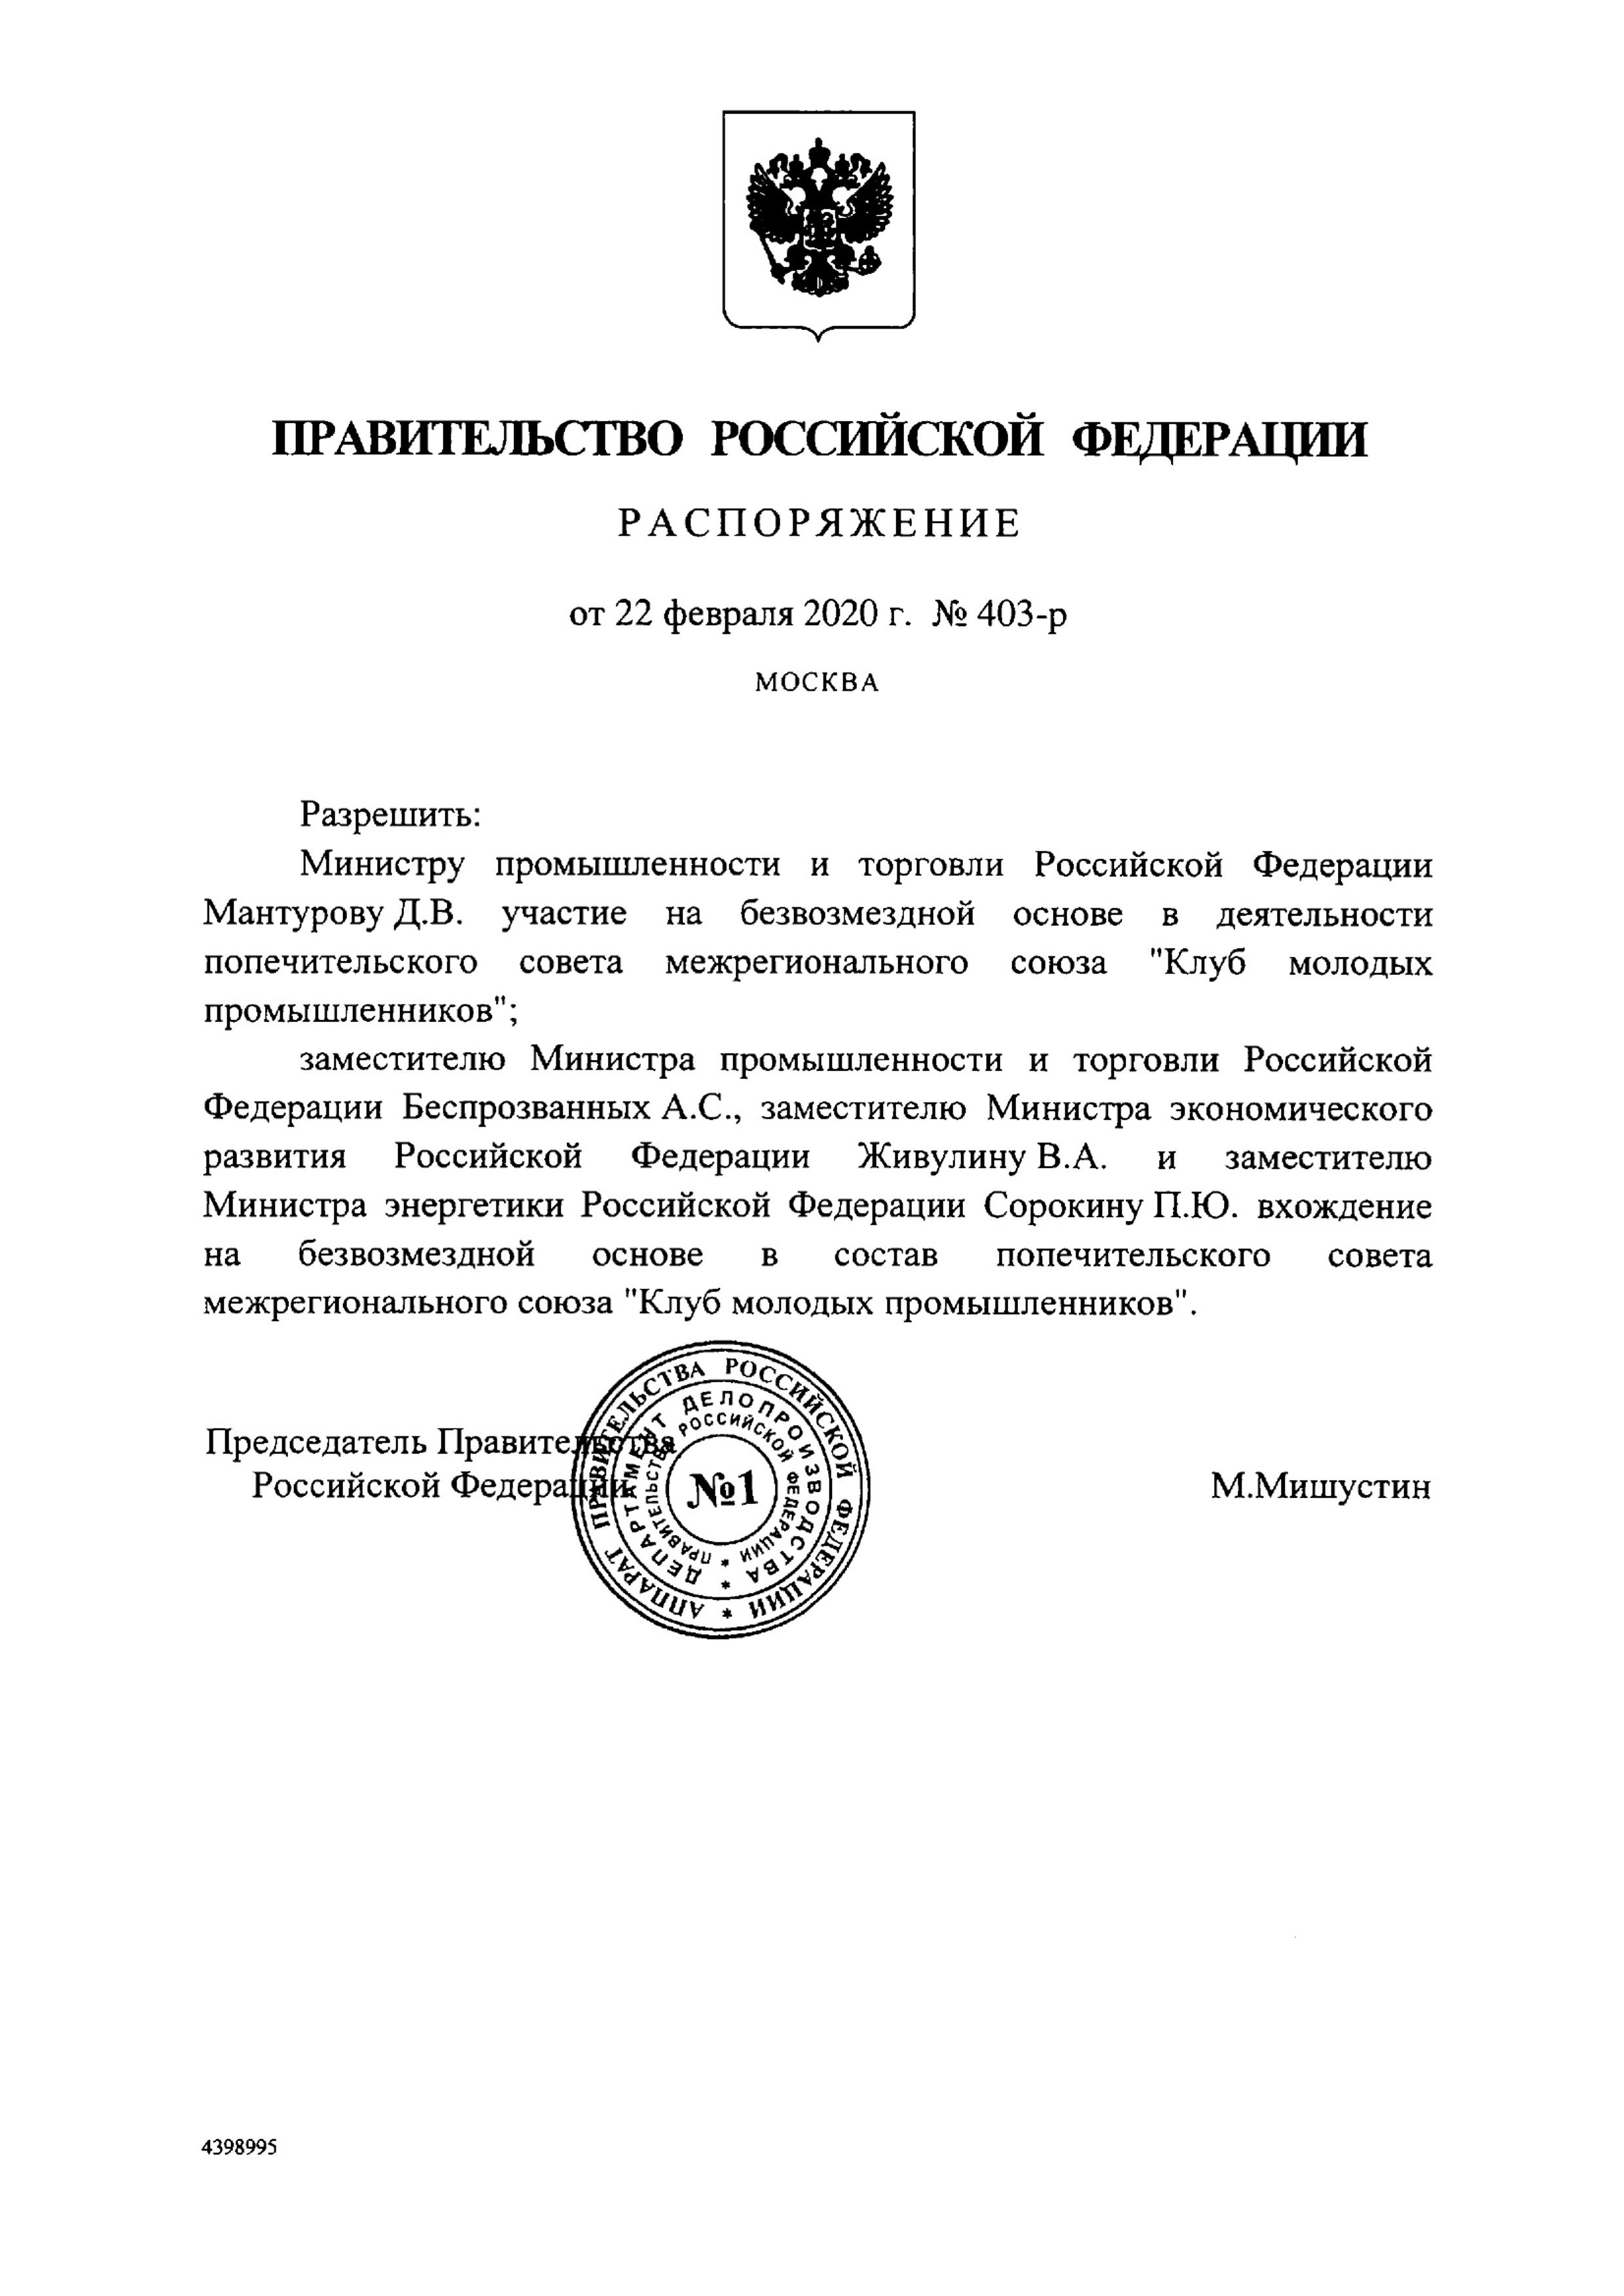 ПРАВИТЕЛЬСТВО РОССИЙСКОЙ ФЕДЕРАЦИИ
РАСПОРЯЖЕНИЕ
от 22 февраля 2020 г. № 403-р
МОСКВА
Разрешить:
Министру промышленности и торговли Российской Федерации
Мантурову Д.В. участие на безвозмездной основе в деятельности
попечительского совета межрегионального союза "Клуб молодых
промышленников";
заместителю Министра промышленности и торговли Российской
Федерации Беспрозванных А.С., заместителю Министра экономического
развития Российской Федерации Живулину В.А. и заместителю
Министра энергетики Российской Федерации Сорокину П.Ю. вхождение
на безвозмездной основе в состав попечительского совета
межрегионального союза "Клуб молодых промышленников".
Председатель Правительства
Российской Федерации
М.Мишустин
АППАРАТ ПРАВИТЕЛЬСТВА РОССИЙСКОЙ ФЕДЕРАЦИИ *
ДЕПАРТАМЕНТ ДЕЛОПРОИЗВОДСТВА *
ПРАВИТЕЛЬСТВА РОССИЙСКОЙ ФЕДЕРАЦИИ *
№1
4398995